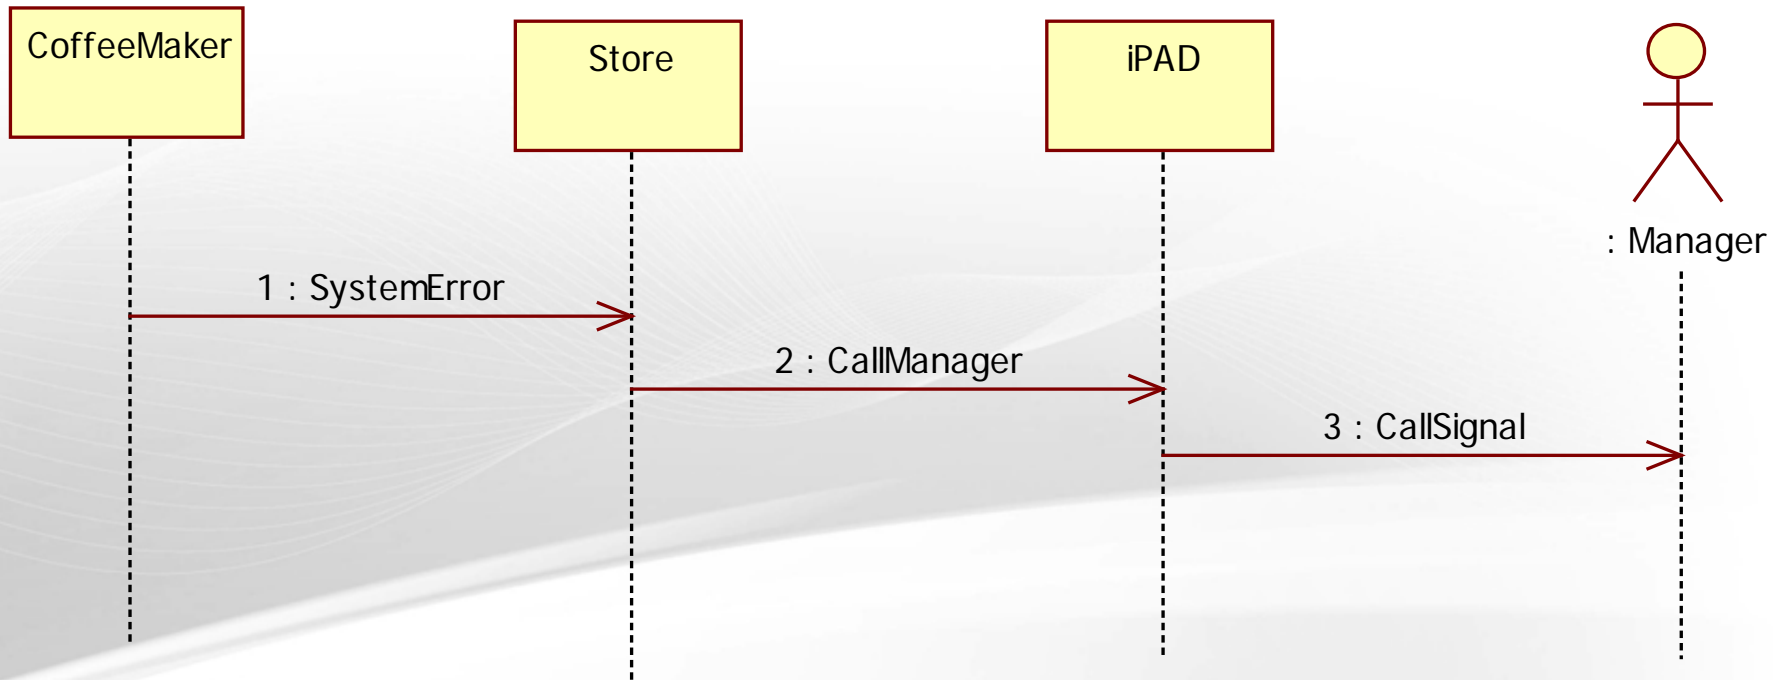 CoffeeMaker
Store
iPAD
: Manager
1 : SystemError
2 : CallManager
3 : CallSignal